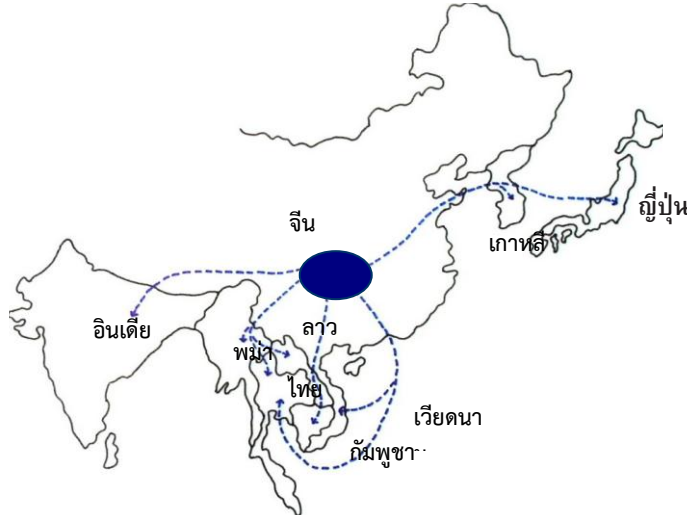 จีน
ญี่ปุ่น
เกาหลี
อินเดีย
ลาว
พม่า
ไทย
เวียดนา
กัมพูชา